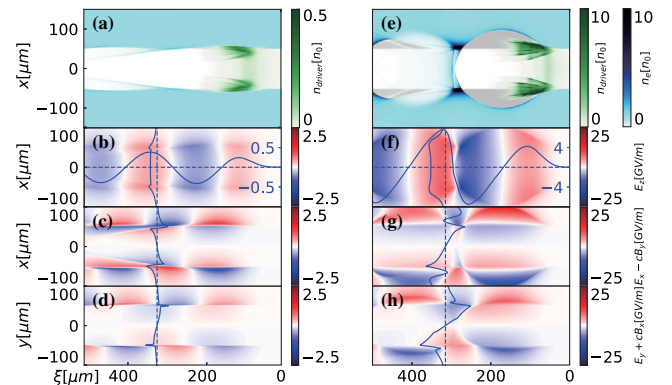 (a)
100
0
−100
x[μm]
0.5
0.0
n_driver[n_0]
(e)
10
0
n_driver[n_0]
10
0
n_e[n_0]
(b)
100
0
−100
x[μm]
0.5
−0.5
2.5
−2.5
(f)
4
−4
25
−25
E_z[GV/m]
(c)
100
0
−100
x[μm]
2.5
−2.5
(g)
25
−25
E_x − cB_y[GV/m]
(d)
100
0
−100
y[μm]
2.5
−2.5
(h)
25
−25
E_y + cB_x[GV/m]
ξ[μm]
400
200
0
400
200
0